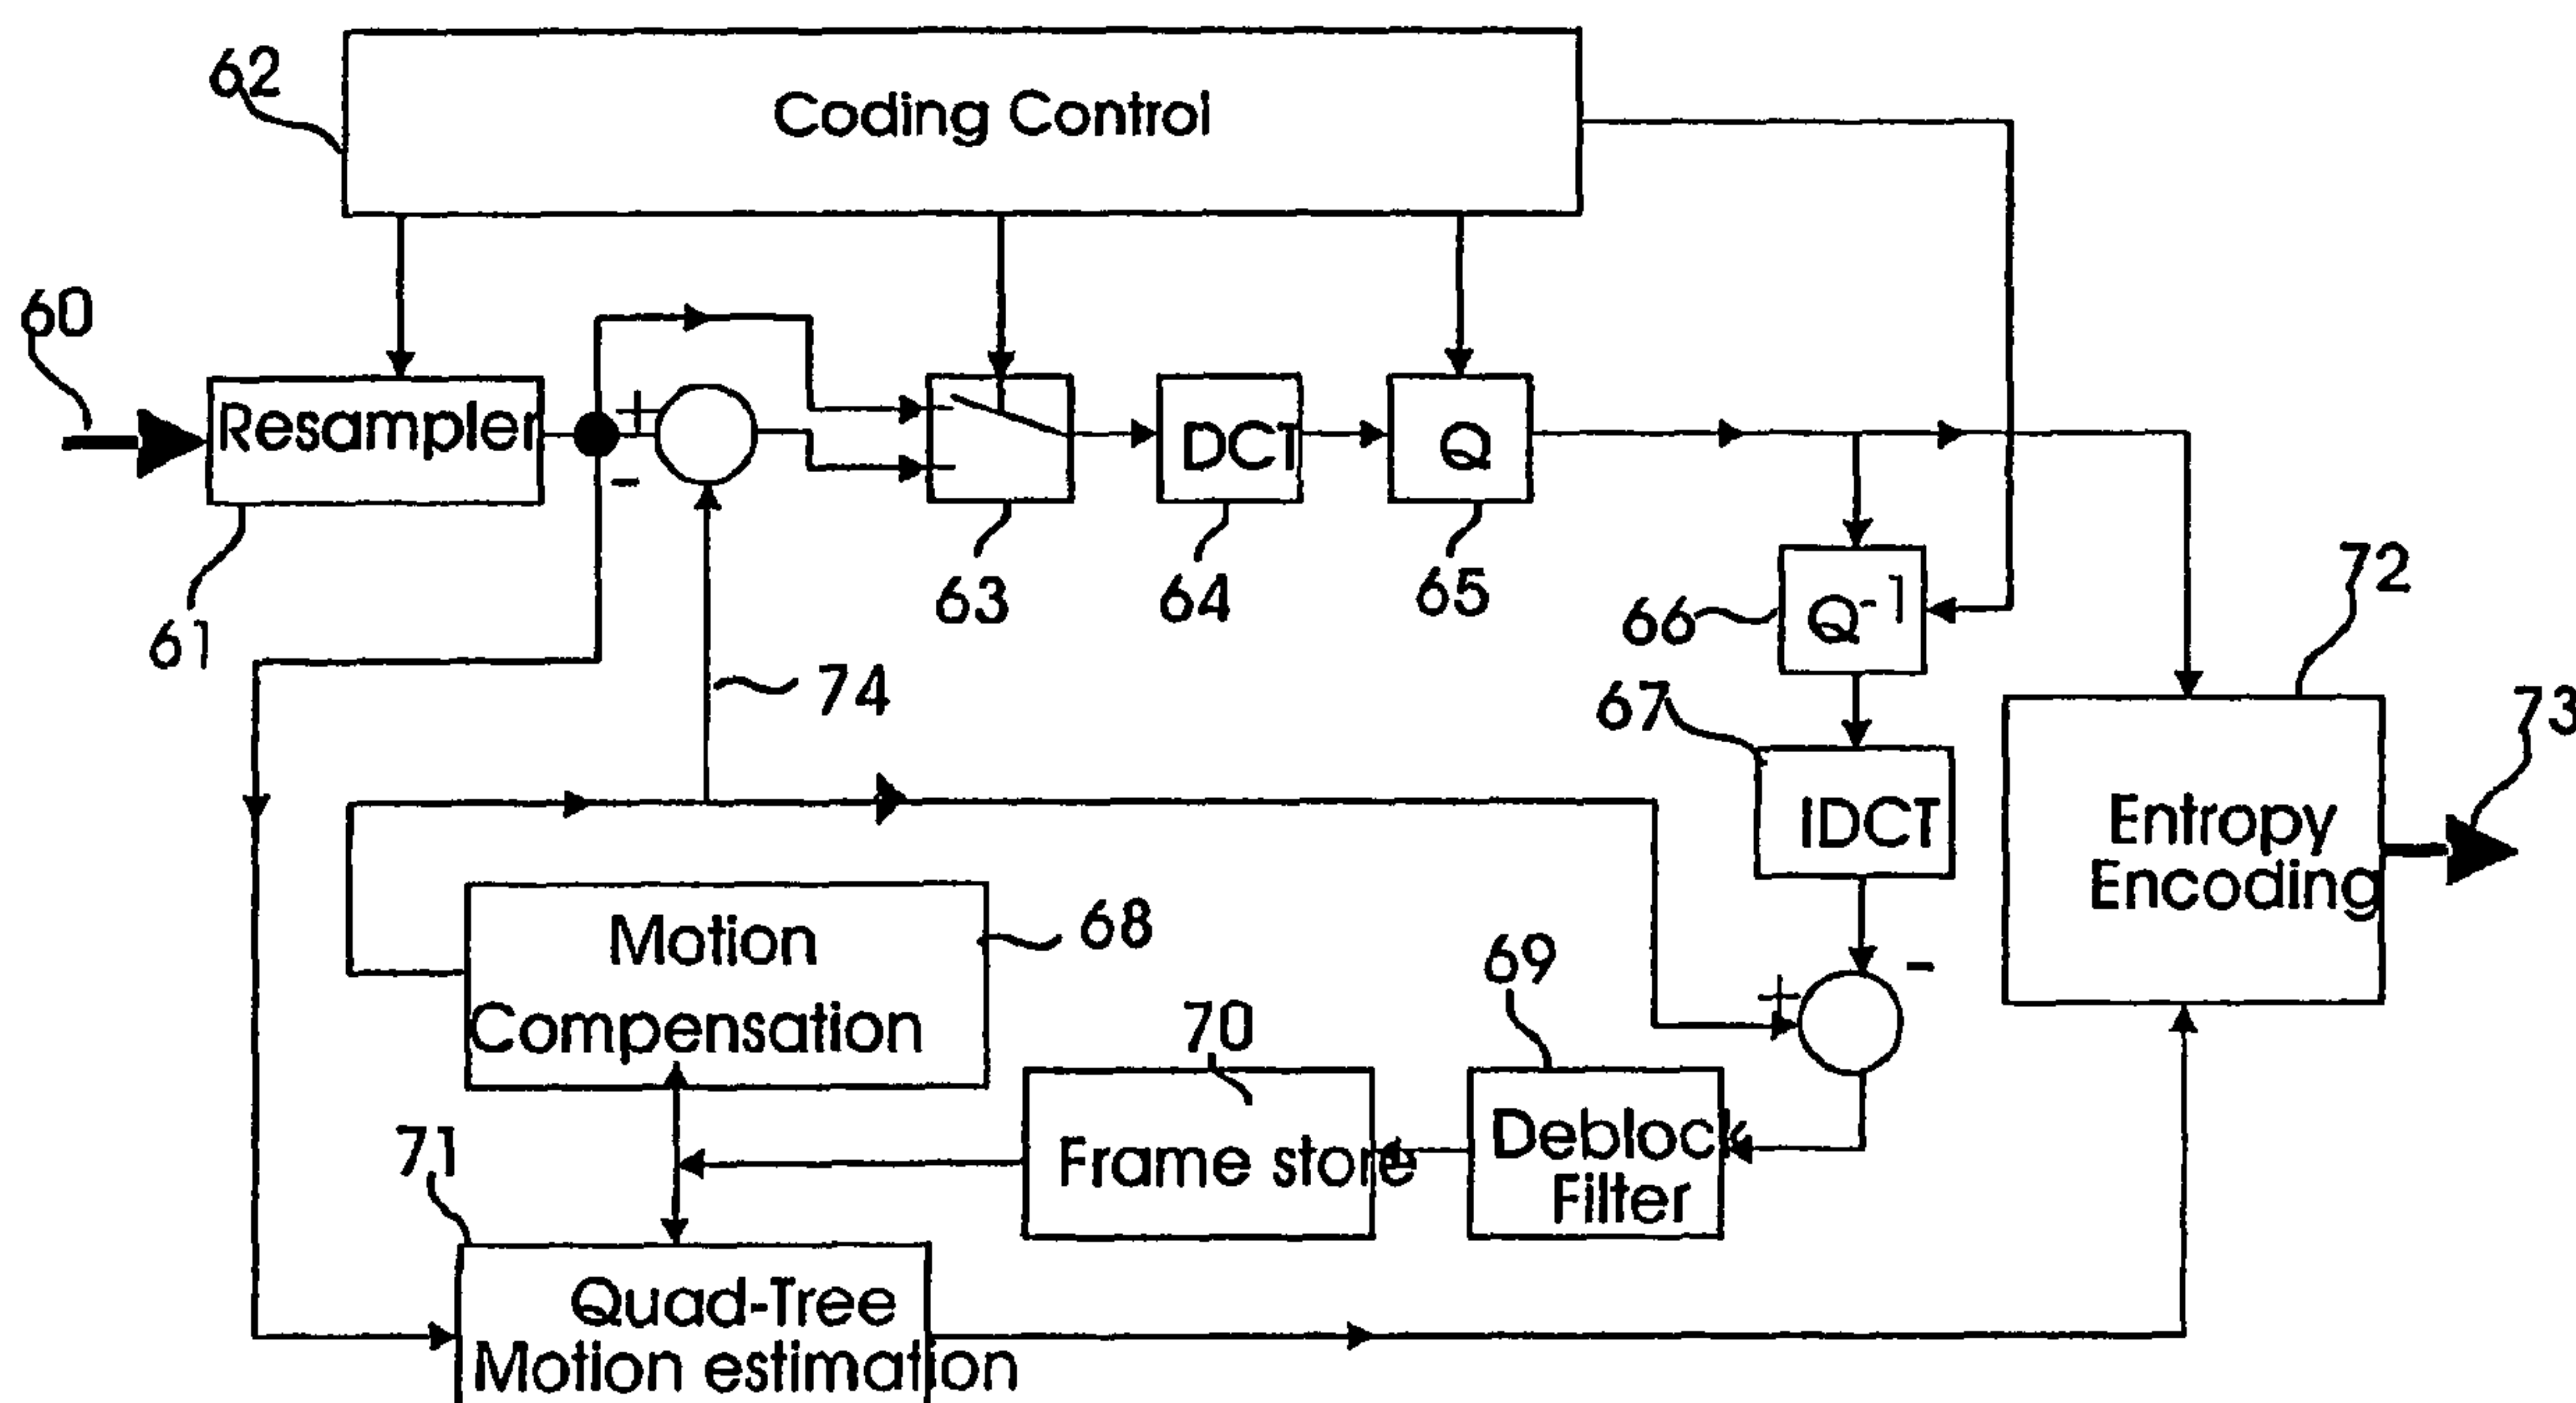 62
Coding Control
60
Resampler
+
-
DCT
Q
61
63
64
65
66
Q-1
72
74
67
73
IDCT
Entropy
Encoding
Motion
Compensation
68
69
-
+
70
71
Frame store
Deblock
Filter
Quad-Tree
Motion estimation